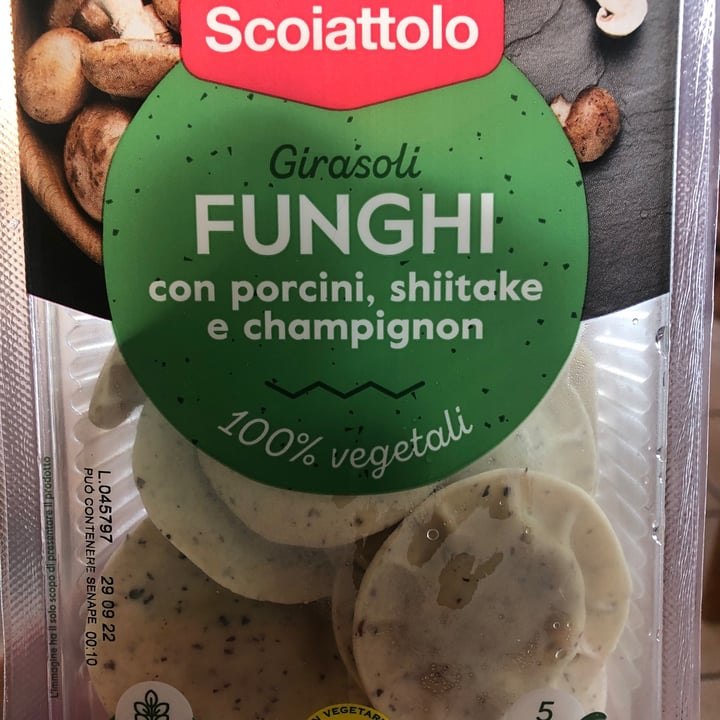 Scoiattolo
Girasoli
FUNGHI
con porcini, shiitake
e champignon
100% vegetali
L.045797 29 09 22
PUÒ CONTENERE SENAPE 00:10
L'immagine ha il solo scopo di presentare il prodotto
5